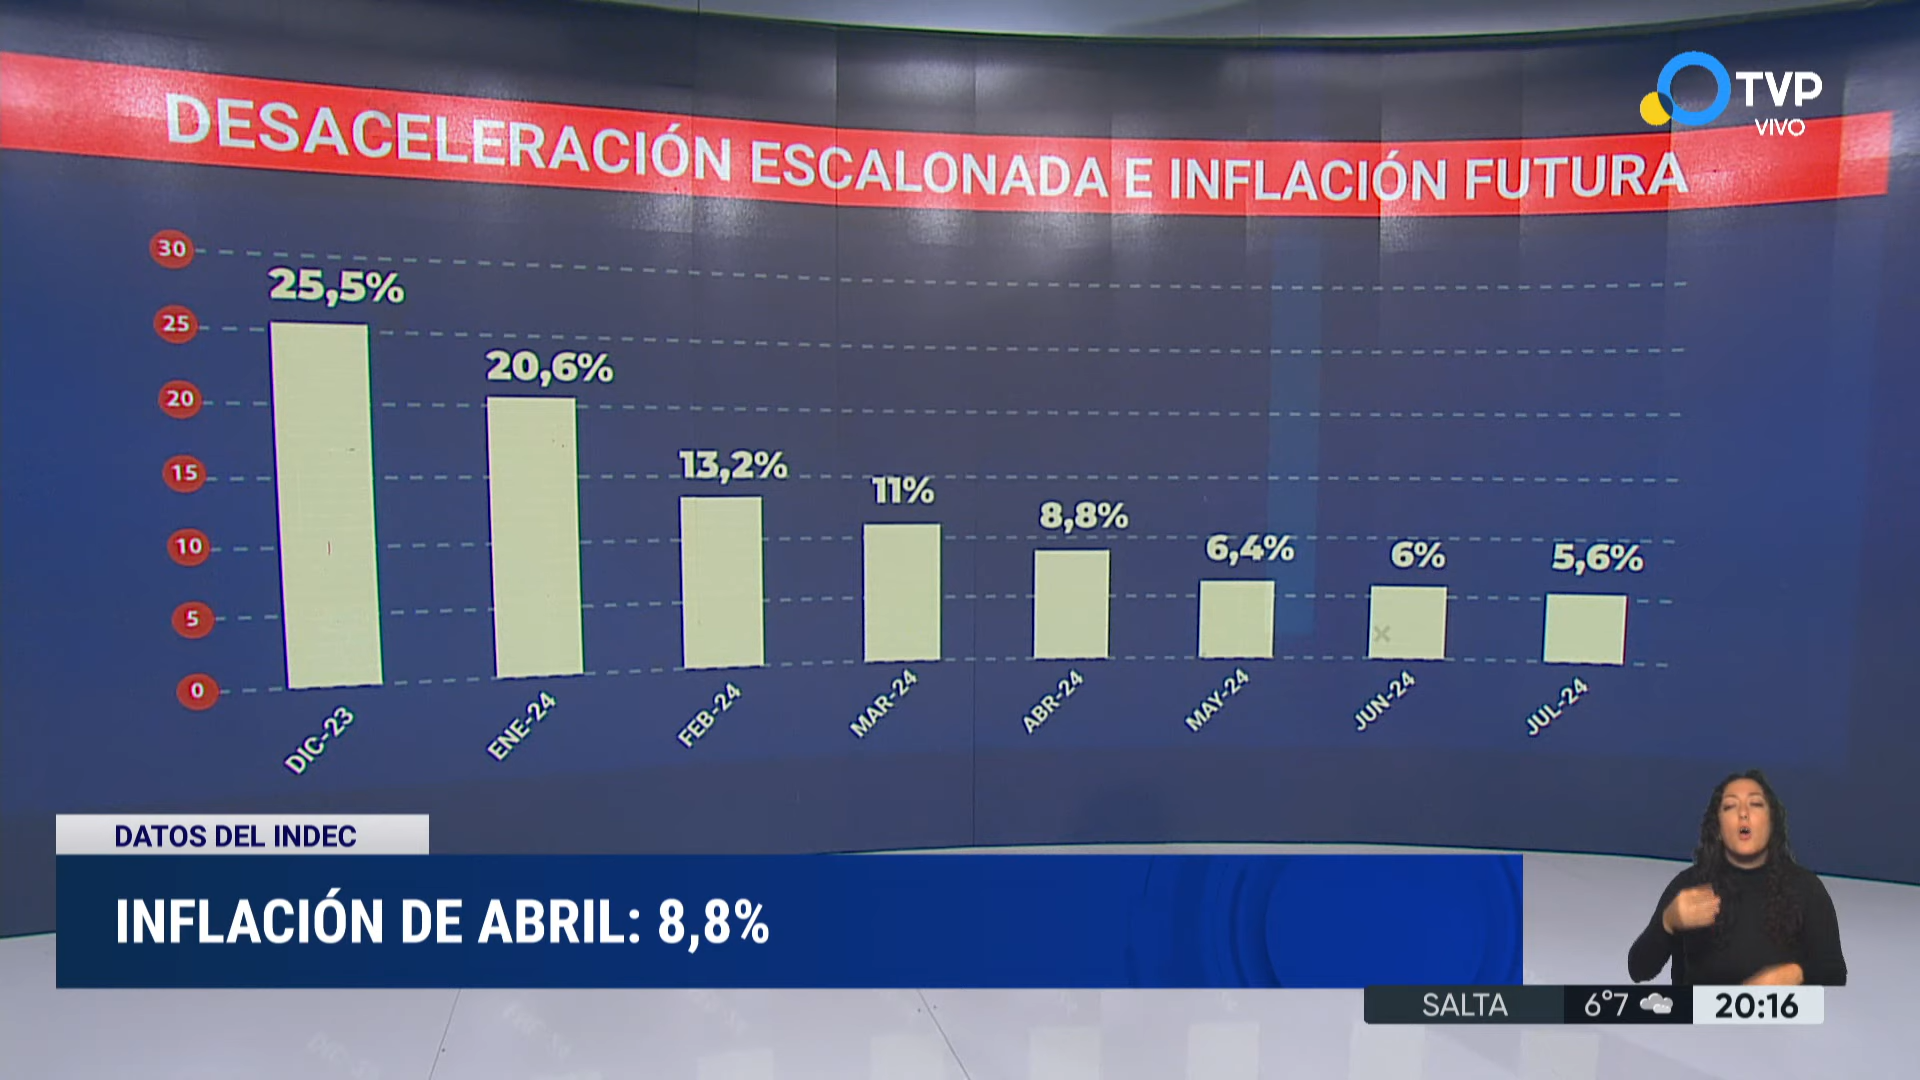 TVP
VIVO
DESACELERACIÓN ESCALONADA E INFLACIÓN FUTURA
30
25
20
15
10
5
0
25,5%
20,6%
13,2%
11%
8,8%
6,4%
6%
5,6%
DIC-23
ENE-24
FEB-24
MAR-24
ABR-24
MAY-24
JUN-24
JUL-24
DATOS DEL INDEC
INFLACIÓN DE ABRIL: 8,8%
SALTA 6°7 20:16